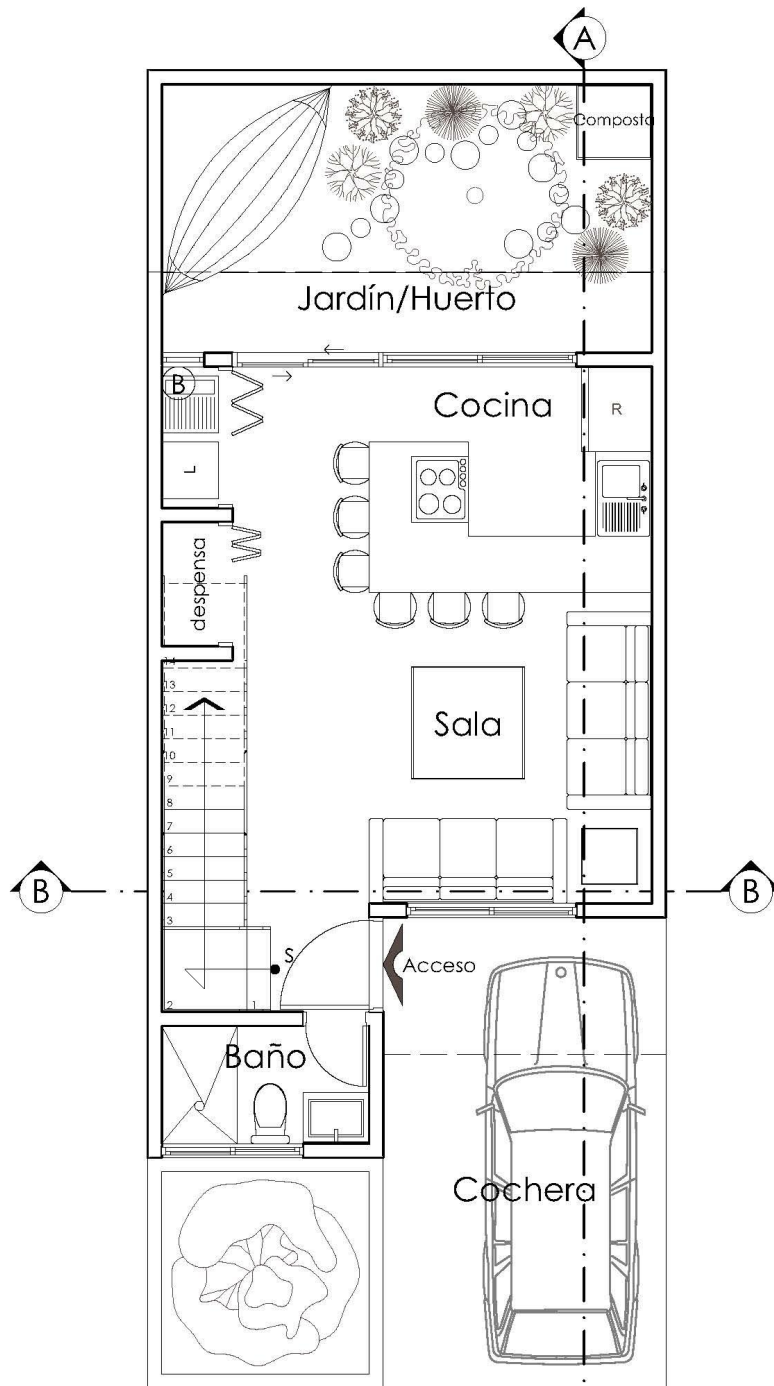 A
Composta
Jardín/Huerto
B
Cocina
R
L
despensa
14
13
12
11
10
9
8
7
6
5
4
3
Sala
B
B
S
Acceso
2
1
Baño
Cochera